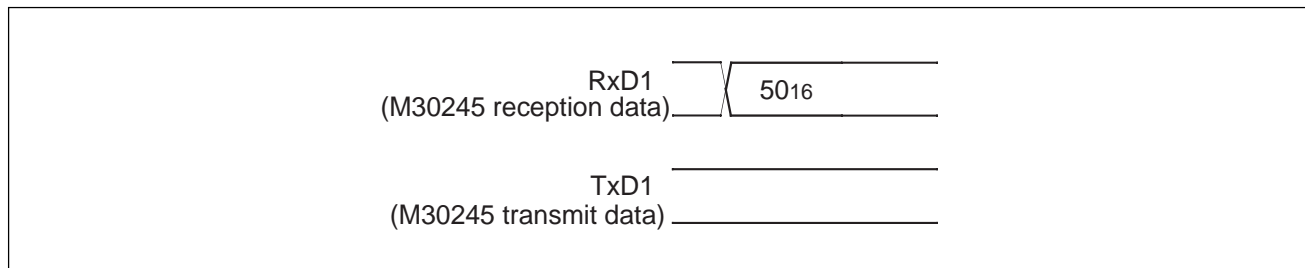 RxD1
(M30245 reception data)
5016
TxD1
(M30245 transmit data)